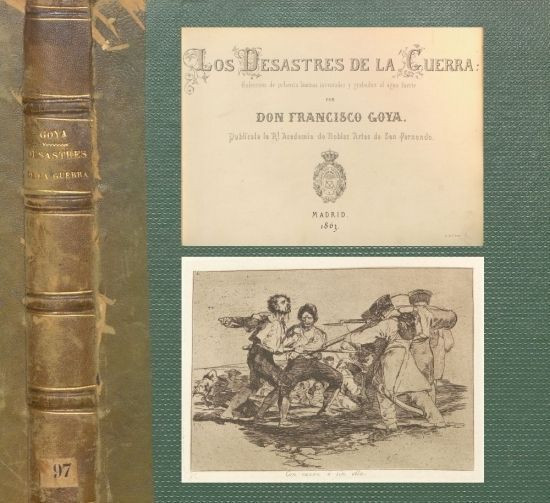 GOYA
DESASTRES
DE LA GUERRA
97
LOS DESASTRES DE LA GUERRA:
Coleccion de ochenta láminas inventadas y grabadas al agua fuerte
POR
DON FRANCISCO GOYA.
Publícala la Rl. Academia de Nobles Artes de San Fernando.
MADRID.
1863.
Con razon o sin ella.